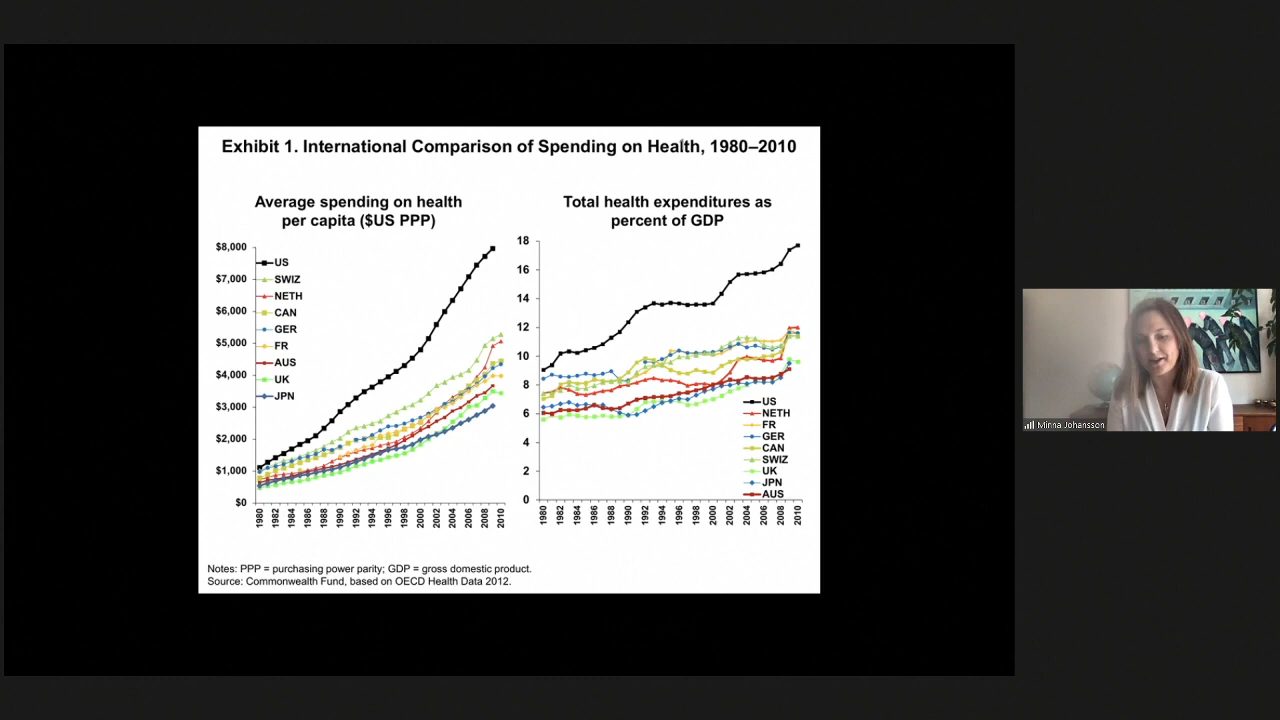 Exhibit 1. International Comparison of Spending on Health, 1980–2010
Average spending on health
per capita ($US PPP)
$8,000
$7,000
$6,000
$5,000
$4,000
$3,000
$2,000
$1,000
$0
US
SWIZ
NETH
CAN
GER
FR
AUS
UK
JPN
1980
1982
1984
1986
1988
1990
1992
1994
1996
1998
2000
2002
2004
2006
2008
2010
Total health expenditures as
percent of GDP
18
16
14
12
10
8
6
4
2
0
US
NETH
FR
GER
CAN
SWIZ
UK
JPN
AUS
1980
1982
1984
1986
1988
1990
1992
1994
1996
1998
2000
2002
2004
2006
2008
2010
Notes: PPP = purchasing power parity; GDP = gross domestic product.
Source: Commonwealth Fund, based on OECD Health Data 2012.
Minna Johansson